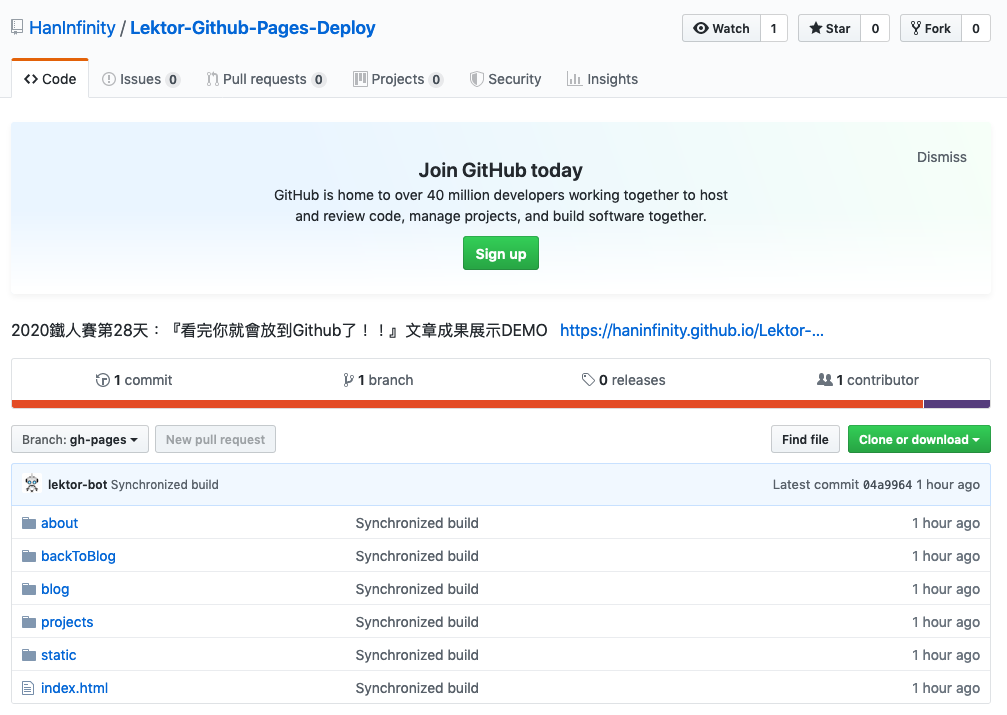 HanInfinity / Lektor-Github-Pages-Deploy
Watch 1 Star 0 Fork 0
Code Issues 0 Pull requests 0 Projects 0 Security Insights
Dismiss
Join GitHub today
GitHub is home to over 40 million developers working together to host
and review code, manage projects, and build software together.
Sign up
2020鐵人賽第28天：『看完你就會放到Github了！！』文章成果展示DEMO https://haninfinity.github.io/Lektor-...
1 commit 1 branch 0 releases 1 contributor
Branch: gh-pages New pull request Find file Clone or download
lektor-bot Synchronized build Latest commit 04a9964 1 hour ago
about Synchronized build 1 hour ago
backToBlog Synchronized build 1 hour ago
blog Synchronized build 1 hour ago
projects Synchronized build 1 hour ago
static Synchronized build 1 hour ago
index.html Synchronized build 1 hour ago